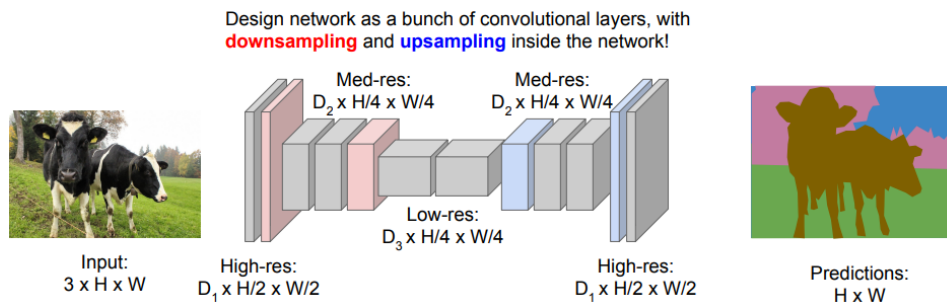 Design network as a bunch of convolutional layers, with
downsampling and upsampling inside the network!
Med-res:
D₂ x H/4 x W/4
Med-res:
D₂ x H/4 x W/4
Low-res:
D₃ x H/4 x W/4
Input:
3 x H x W
High-res:
D₁ x H/2 x W/2
High-res:
D₁ x H/2 x W/2
Predictions:
H x W